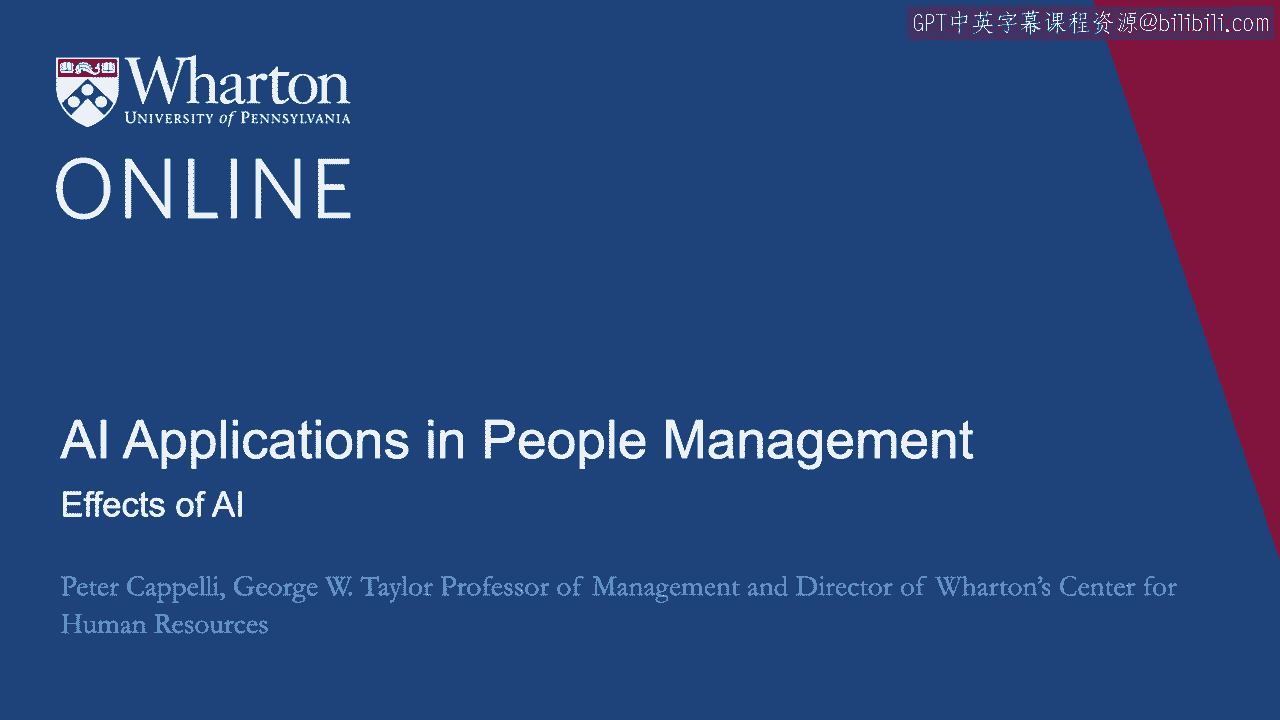 GPT中英字幕课程资源@bilibili.com
Wharton
UNIVERSITY of PENNSYLVANIA
ONLINE
AI Applications in People Management
Effects of AI
Peter Cappelli, George W. Taylor Professor of Management and Director of Wharton’s Center for
Human Resources